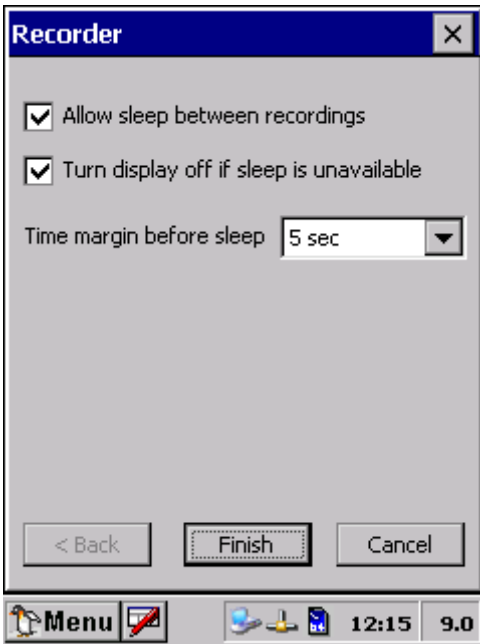 Recorder
Allow sleep between recordings
Turn display off if sleep is unavailable
Time margin before sleep 5 sec
< Back Finish Cancel
Menu 12:15 9.0